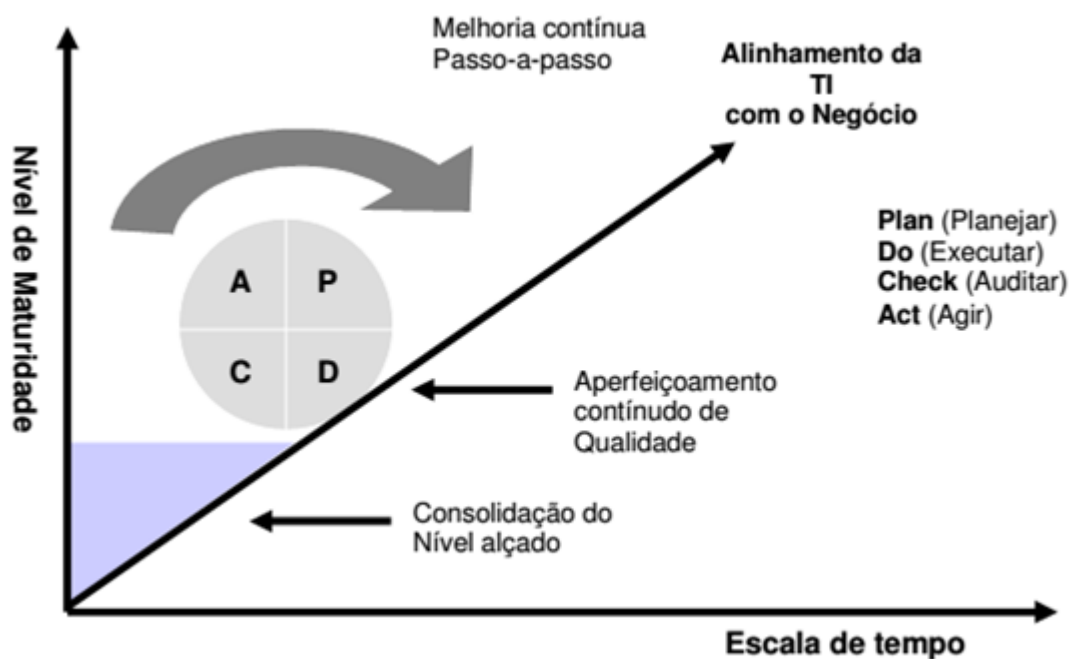 Melhoria contínua
Passo-a-passo
Alinhamento da
TI
com o Negócio
Nível de Maturidade
A
P
C
D
Plan (Planejar)
Do (Executar)
Check (Auditar)
Act (Agir)
Aperfeiçoamento
contínudo de
Qualidade
Consolidação do
Nível alçado
Escala de tempo